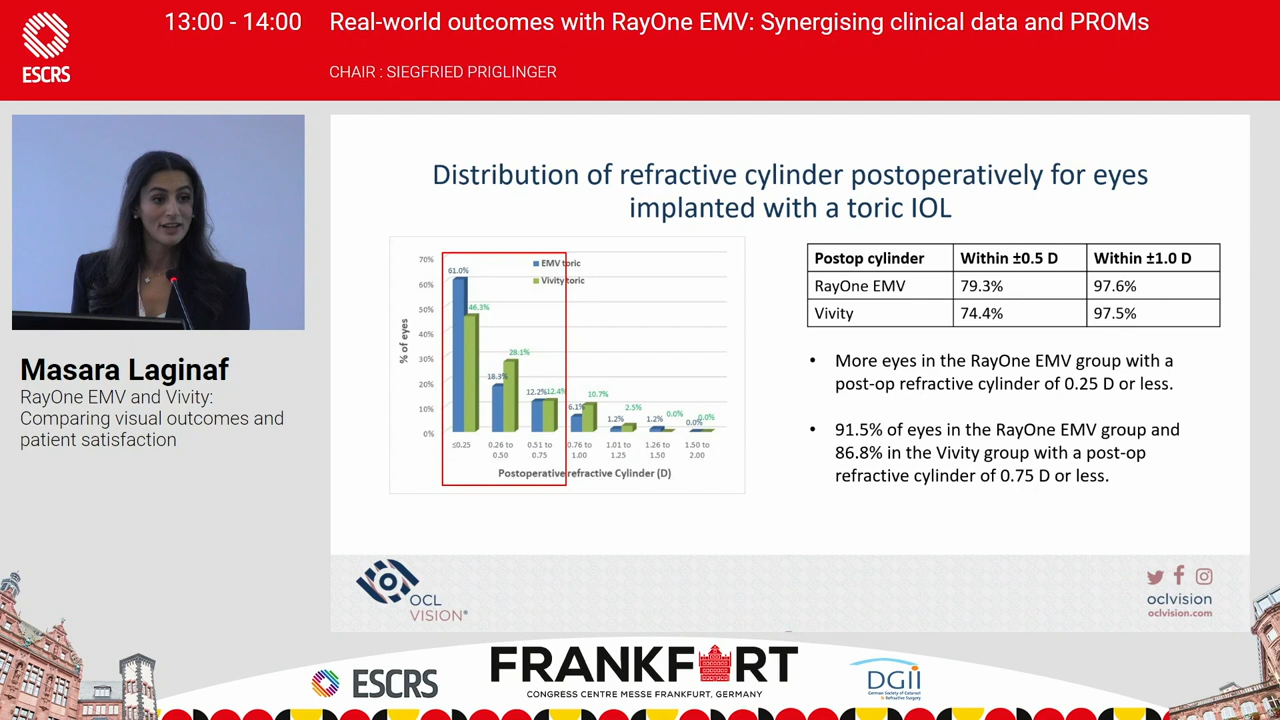 13:00 - 14:00 Real-world outcomes with RayOne EMV: Synergising clinical data and PROMs
ESCRS
CHAIR : SIEGFRIED PRIGLINGER
Masara Laginaf
RayOne EMV and Vivity:
Comparing visual outcomes and
patient satisfaction
Distribution of refractive cylinder postoperatively for eyes
implanted with a toric IOL
EMV toric
Vivity toric
% of eyes
70%
60%
50%
40%
30%
20%
10%
0%
61.0% 46.3%
18.3% 28.1%
12.2% 12.4%
6.1% 10.7%
1.2% 2.5%
1.2% 0.0%
0.0% 0.0%
≤0.25
0.26 to
0.50
0.51 to
0.75
0.76 to
1.00
1.01 to
1.25
1.26 to
1.50
1.50 to
2.00
Postoperative refractive Cylinder (D)
Postop cylinder Within ±0.5 D Within ±1.0 D
RayOne EMV 79.3% 97.6%
Vivity 74.4% 97.5%
• More eyes in the RayOne EMV group with a
post-op refractive cylinder of 0.25 D or less.
• 91.5% of eyes in the RayOne EMV group and
86.8% in the Vivity group with a post-op
refractive cylinder of 0.75 D or less.
OCL
VISION®
oclvision
oclvision.com
ESCRS
FRANKFURT
CONGRESS CENTRE MESSE FRANKFURT, GERMANY
DGII
German Society of Cataract
& Refractive Surgery